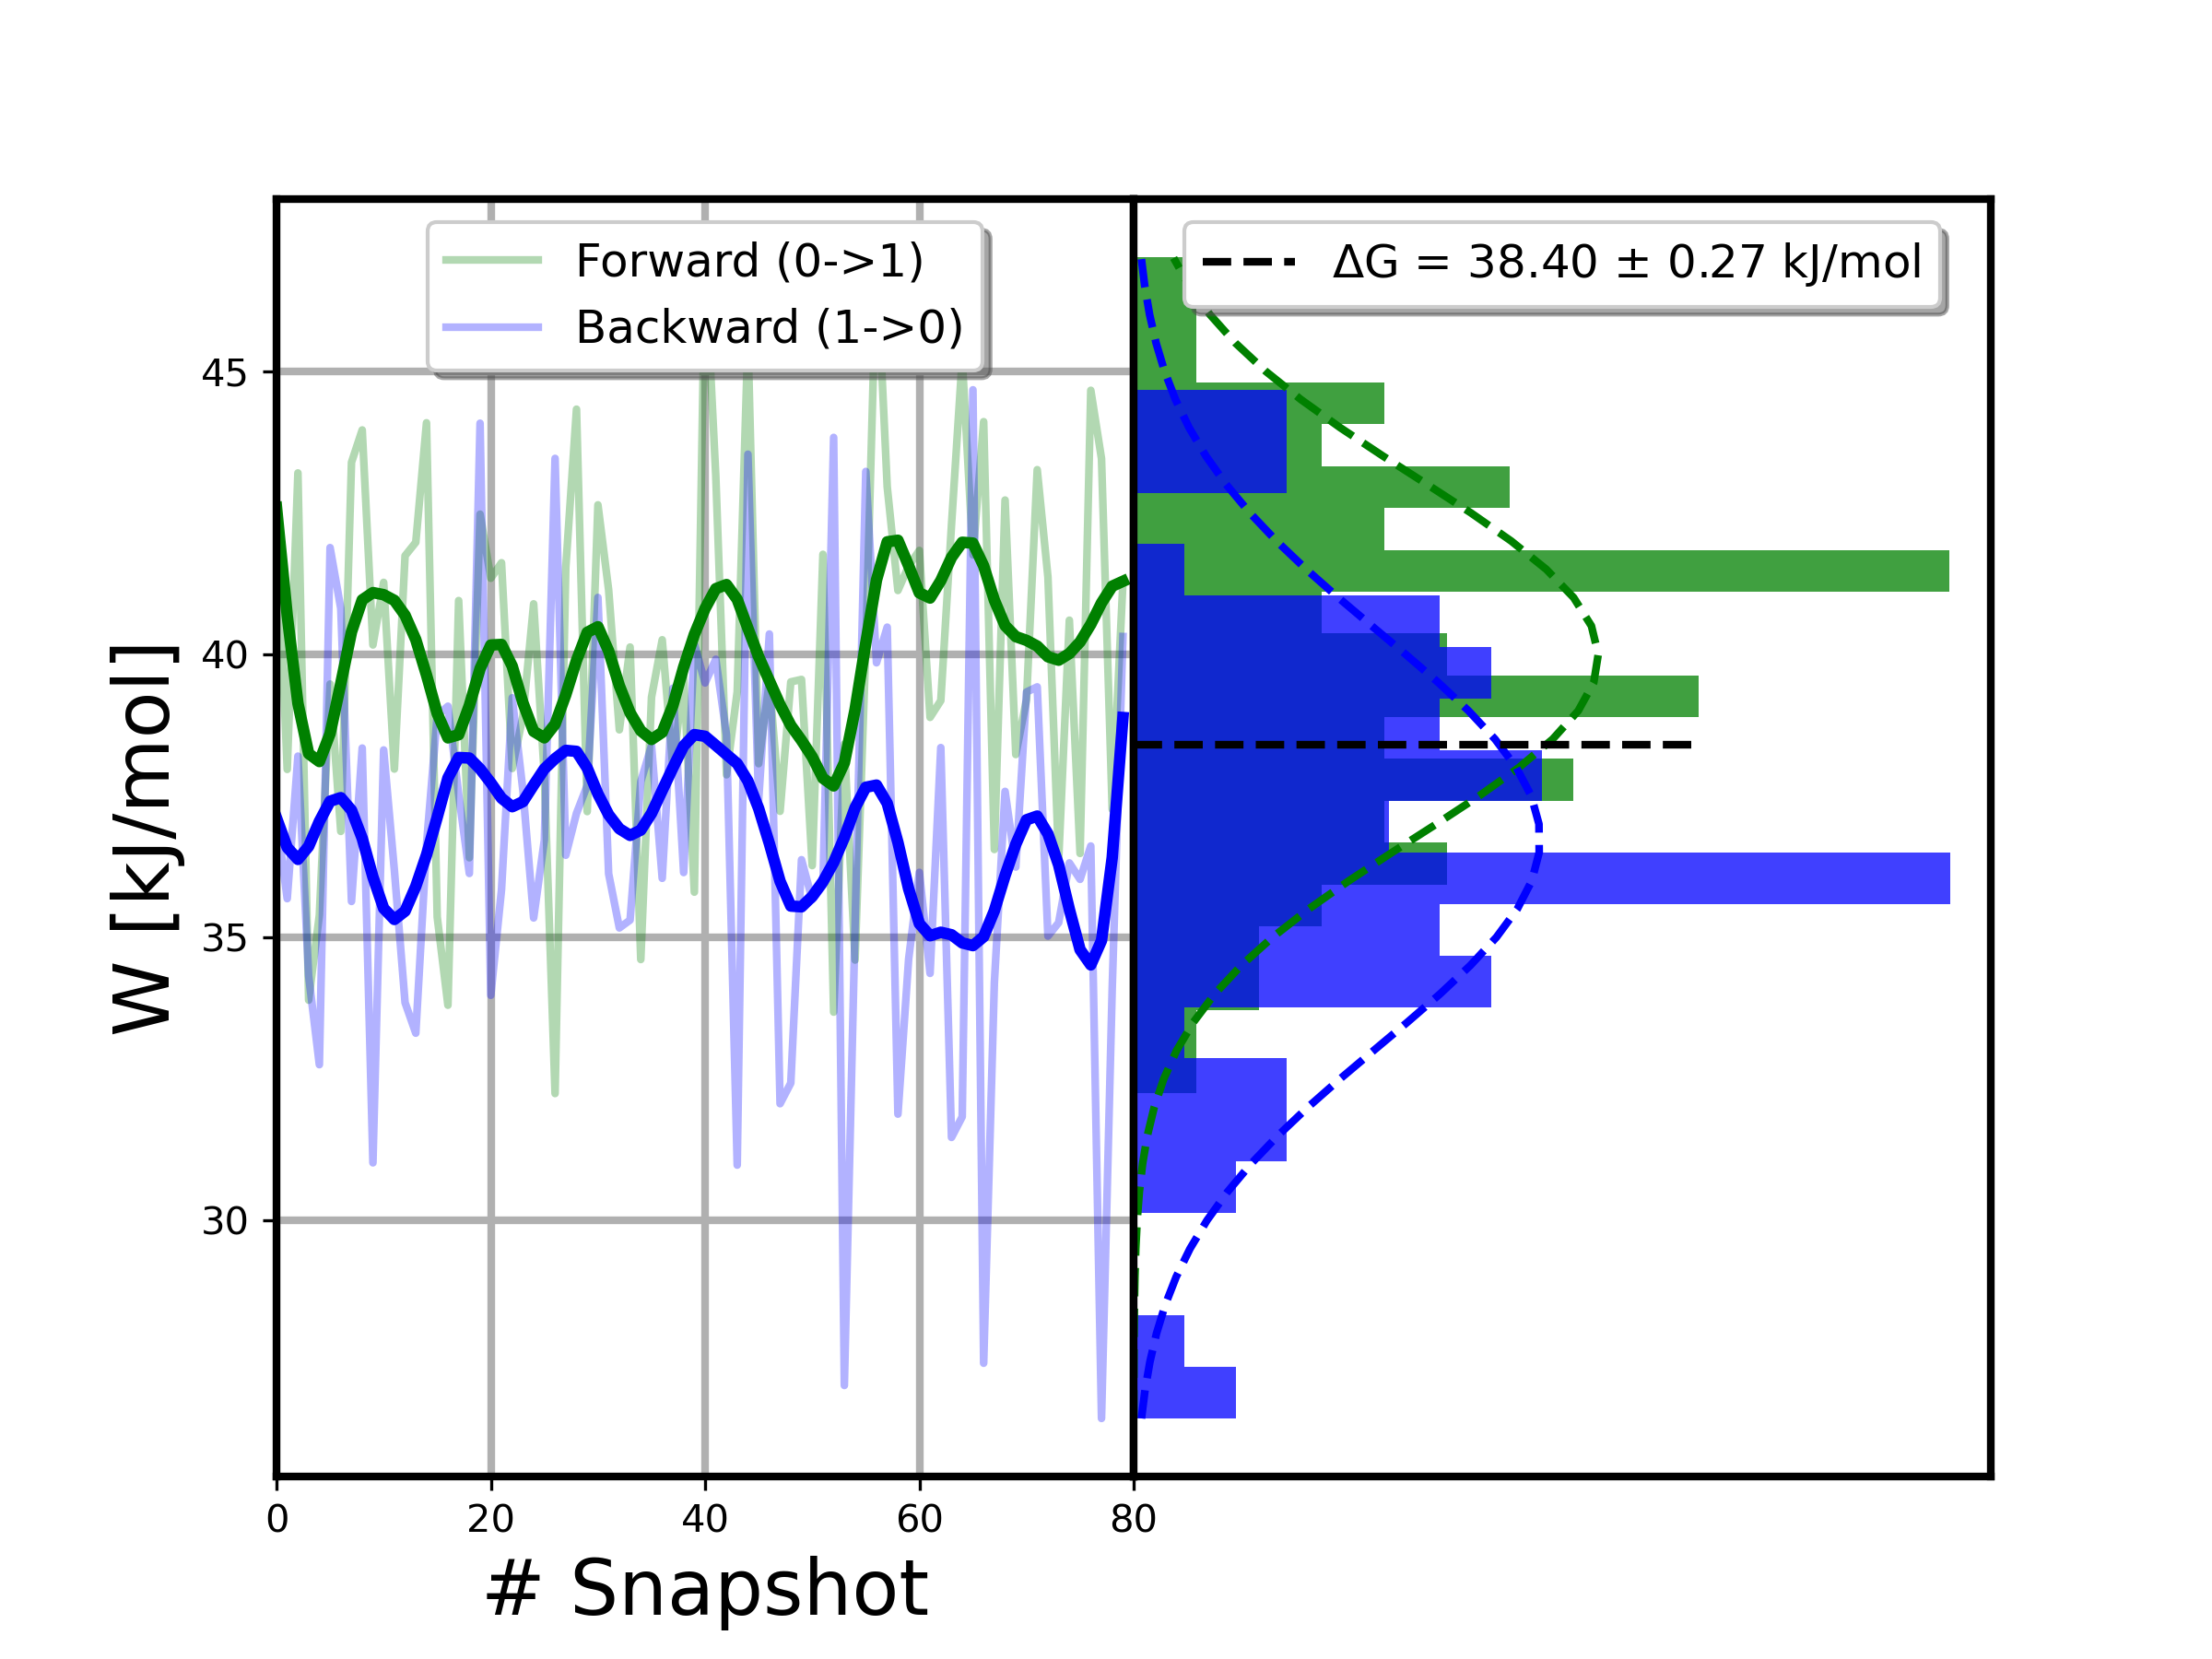 Forward (0->1)
Backward (1->0)
ΔG = 38.40 ± 0.27 kJ/mol
45
40
35
30
W [kJ/mol]
0 20 40 60 80
# Snapshot